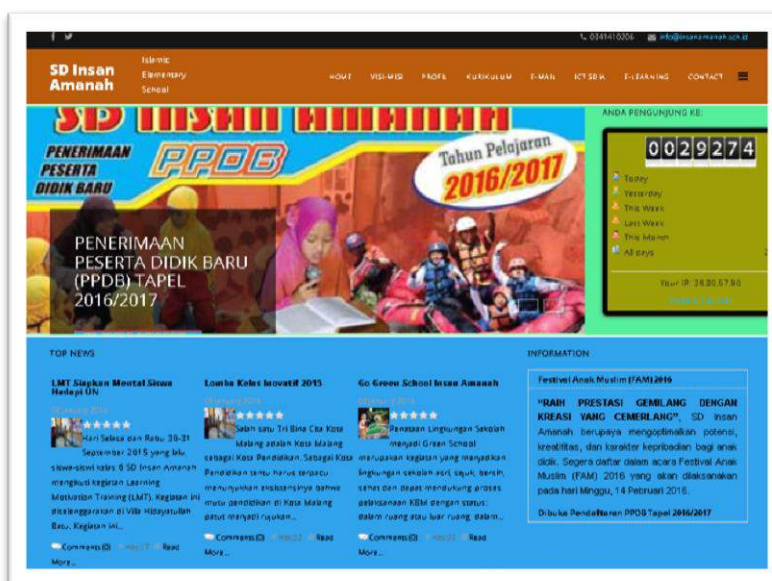 0341410206 info@insanamanah.sch.id
SD Insan Amanah
Islamic Elementary School
HOME VISI-MISI PROFIL KURIKULUM E-MAIL ICT SDIA E-LEARNING CONTACT
SD INSAN AMANAH
PENERIMAAN
PESERTA
DIDIK BARU
PPDB
Tahun Pelajaran
2016/2017
PENERIMAAN
PESERTA DIDIK BARU
(PPDB) TAPEL
2016/2017
ANDA PENGUNJUNG KE:
0029274
Today
Yesterday
This Week
Last Week
This Month
All days
Your IP: 36.80.57.90
TOP NEWS
LMT Siapkan Mental Siswa
Hadapi UN
Hari Selasa dan Rabu 30-31
September 2015 yang lalu,
siswa-siswi kelas 6 SD Insan Amanah
mengikuti kegiatan Learning
Motivation Training (LMT). Kegiatan ini
diselenggarakan di Villa Hidayatullah
Batu. Kegiatan ini...
Comments (0) Read
More...
Lomba Kelas Inovatif 2015
January 2016
Salah satu Tri Bina Cita Kota
Malang adalah Kota Malang
sebagai Kota Pendidikan. Sebagai Kota
Pendidikan tentu harus terpacu
menunjukkan eksistensinya bahwa
mutu pendidikan di Kota Malang
patut menjadi rujukan...
Comments (0) Read
More...
Go Green School Insan Amanah
January 2016
Penataan Lingkungan Sekolah
menjadi Green School
merupakan kegiatan yang menjadikan
lingkungan sekolah asri, sejuk, bersih,
sehat dan dapat mendukung proses
pelaksanaan KBM dengan status:
dalam ruang atau luar ruang, dalam...
Comments (0) Read
More...
INFORMATION
Festival Anak Muslim (FAM) 2016
"RAIH PRESTASI GEMILANG DENGAN
KREASI YANG CEMERLANG", SD Insan
Amanah berupaya mengoptimalkan potensi,
kreatifitas, dan karakter kepribadian bagi anak
didik. Segera daftar dalam acara Festival Anak
Muslim (FAM) 2016 yang akan dilaksanakan
pada hari Minggu, 14 Pebruari 2016.
Dibuka Pendaftaran PPDB Tapel 2016/2017